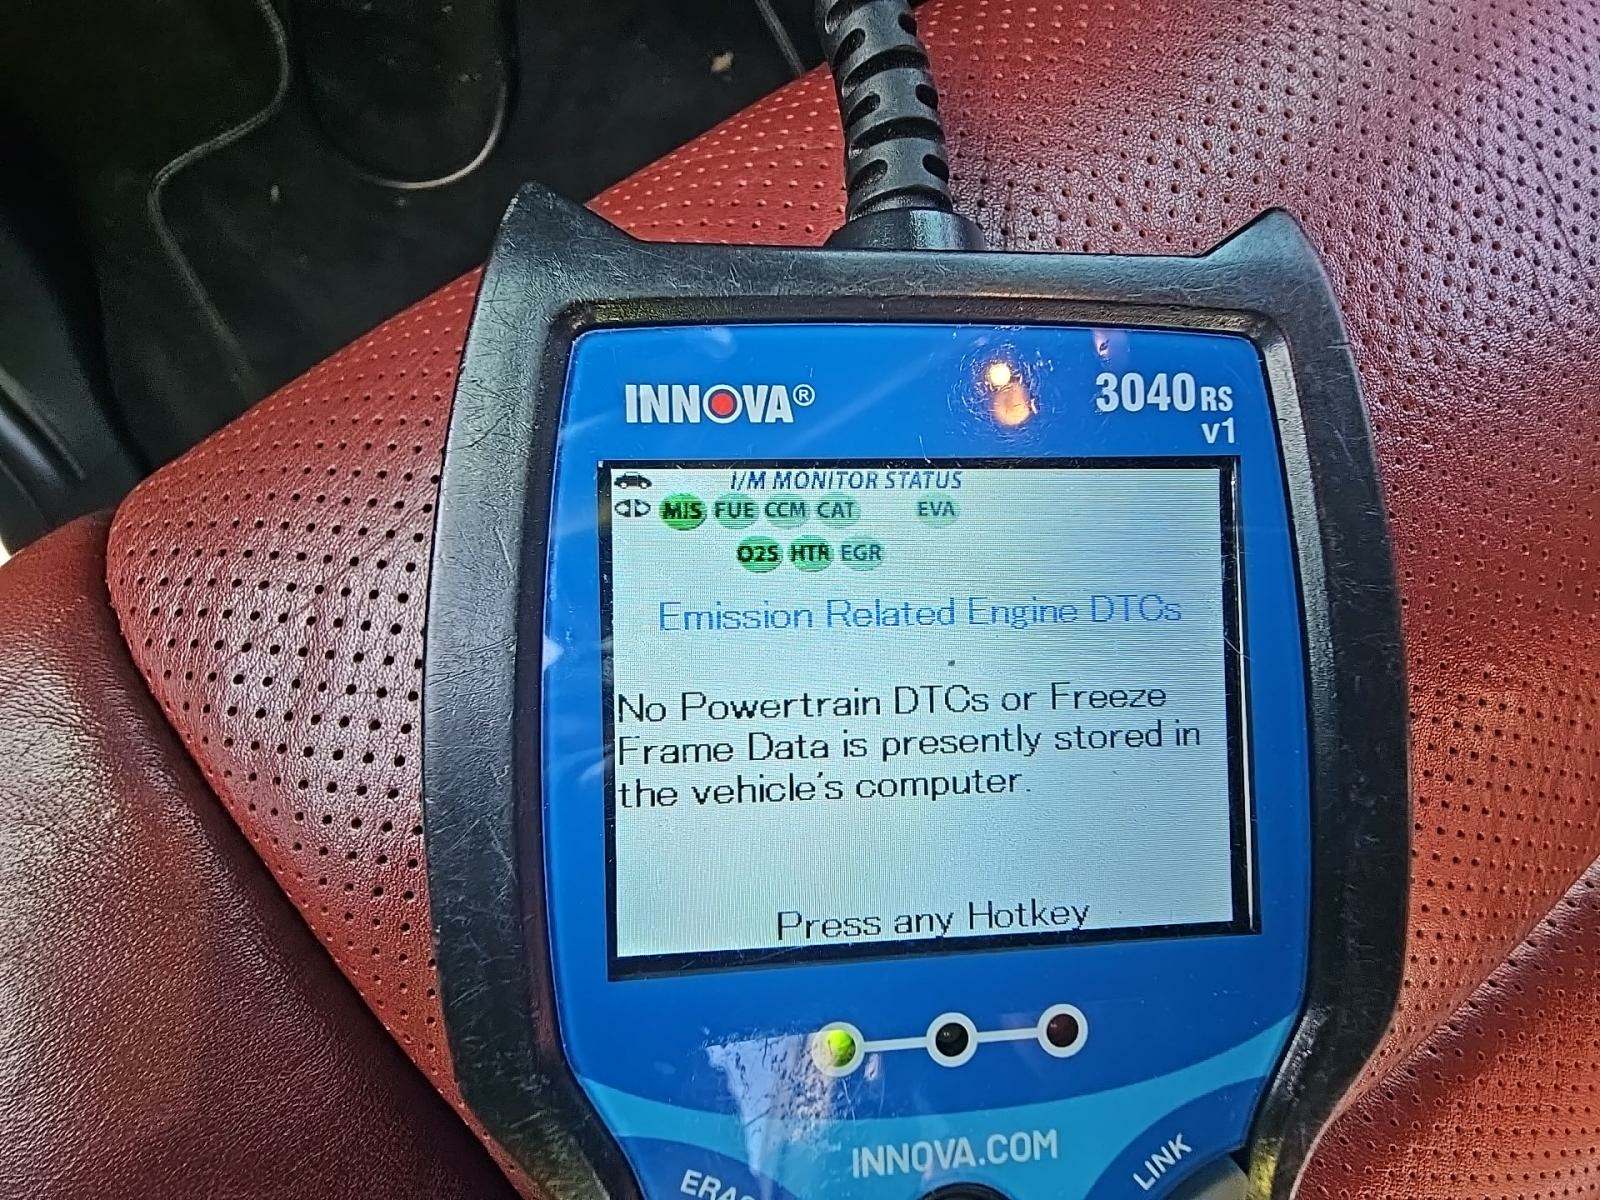 INNOVA®
3040RS
v1
I/M MONITOR STATUS
MIS FUE CCM CAT EVA
O2S HTR EGR
Emission Related Engine DTCs
No Powertrain DTCs or Freeze
Frame Data is presently stored in
the vehicle's computer.
Press any Hotkey
INNOVA.COM
LINK